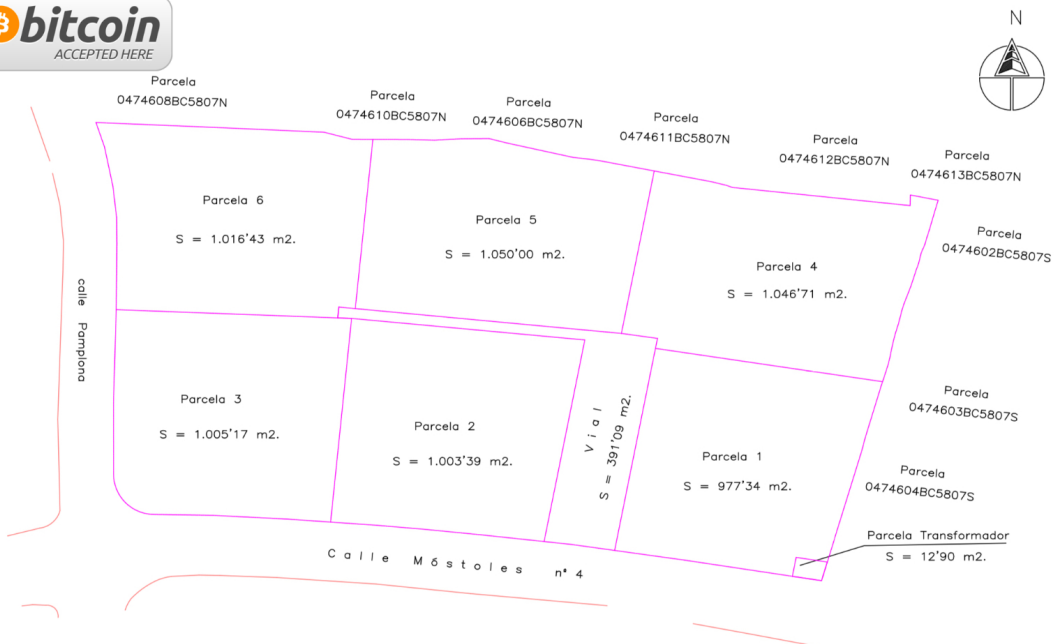 bitcoin
ACCEPTED HERE
N
Parcela
0474608BC5807N
Parcela
0474610BC5807N
Parcela
0474606BC5807N
Parcela
0474611BC5807N
Parcela
0474612BC5807N
Parcela
0474613BC5807N
Parcela
0474602BC5807S
Parcela 6
S = 1.016'43 m2.
Parcela 5
S = 1.050'00 m2.
Parcela 4
S = 1.046'71 m2.
calle Pamplona
Parcela 3
S = 1.005'17 m2.
Parcela 2
S = 1.003'39 m2.
Vial
S = 391'09 m2.
Parcela 1
S = 977'34 m2.
Parcela
0474603BC5807S
Parcela
0474604BC5807S
Parcela Transformador
S = 12'90 m2.
Calle Móstoles nº 4